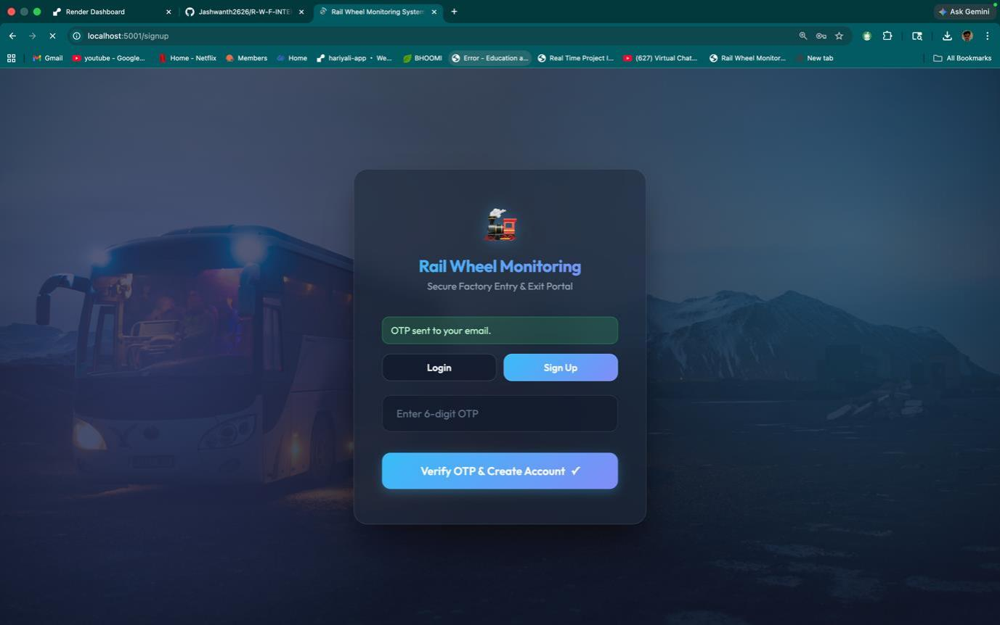 Render Dashboard
Jashwanth2626/R-W-F-INTE
Rail Wheel Monitoring System
Ask Gemini
localhost:5001/signup
Gmail
youtube - Google...
Home - Netflix
Members
Home
hariyali-app • We...
BHOOMI
Error - Education a...
Real Time Project I...
(627) Virtual Chat...
Rail Wheel Monitor...
New tab
All Bookmarks
Rail Wheel Monitoring
Secure Factory Entry & Exit Portal
OTP sent to your email.
Login
Sign Up
Enter 6-digit OTP
Verify OTP & Create Account ✓